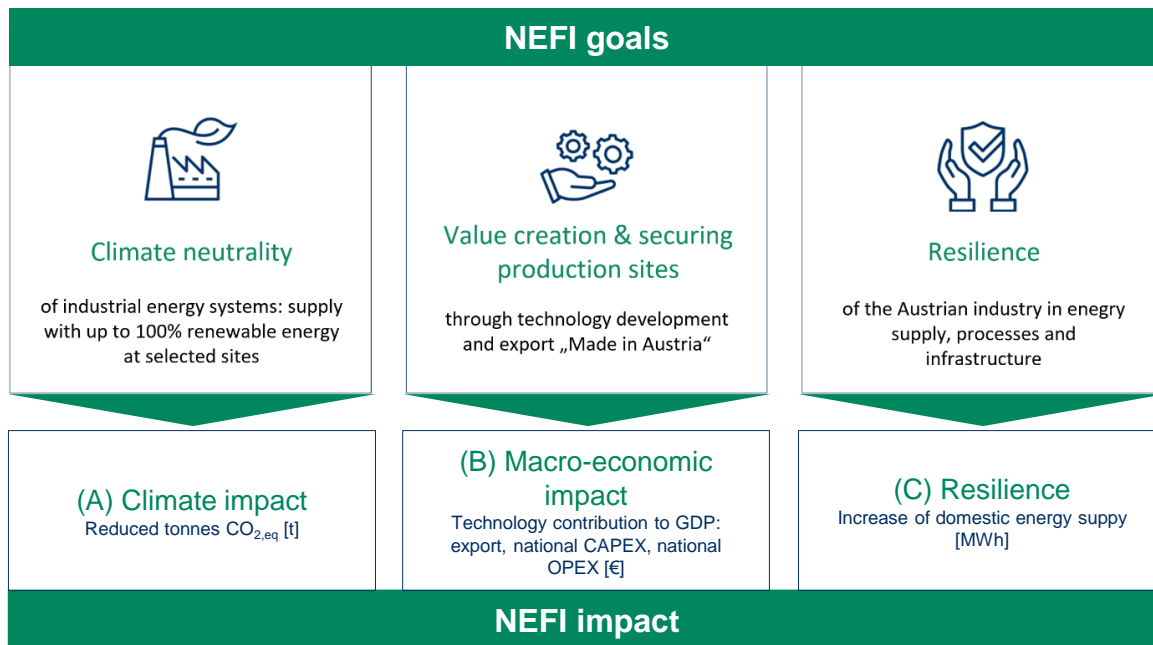 NEFI goals
Climate neutrality
of industrial energy systems: supply
with up to 100% renewable energy
at selected sites
Value creation & securing
production sites
through technology development
and export „Made in Austria“
Resilience
of the Austrian industry in enegry
supply, processes and
infrastructure
(A) Climate impact
Reduced tonnes CO2,eq [t]
(B) Macro-economic
impact
Technology contribution to GDP:
export, national CAPEX, national
OPEX [€]
(C) Resilience
Increase of domestic energy suppy
[MWh]
NEFI impact